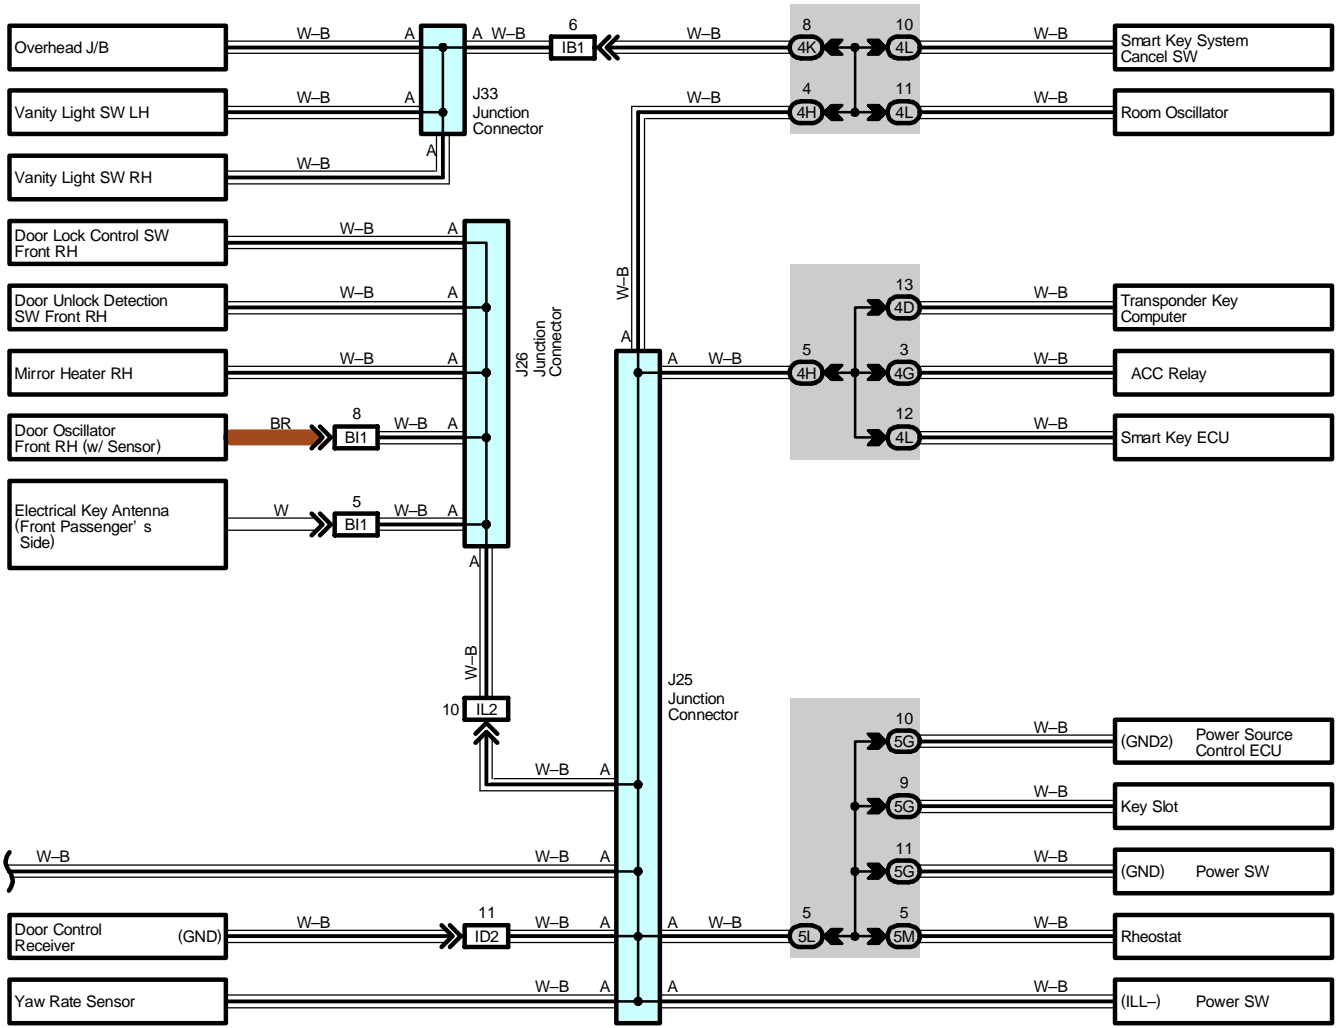 Overhead J/B
W–B
A
A
W–B
6
IB1
W–B
8
4K
10
4L
W–B
Smart Key System
Cancel SW
Vanity Light SW LH
W–B
A
J33
Junction
Connector
W–B
4
4H
11
4L
W–B
Room Oscillator
Vanity Light SW RH
W–B
A
Door Lock Control SW
Front RH
W–B
A
Door Unlock Detection
SW Front RH
W–B
A
J26
Junction
Connector
W–B
A
13
4D
W–B
Transponder Key
Computer
Mirror Heater RH
W–B
A
A
W–B
5
4H
3
4G
W–B
ACC Relay
Door Oscillator
Front RH (w/ Sensor)
BR
8
BI1
W–B
A
12
4L
W–B
Smart Key ECU
Electrical Key Antenna
(Front Passenger’ s
Side)
W
5
BI1
W–B
A
A
W–B
10
IL2
J25
Junction
Connector
W–B
A
10
5G
W–B
(GND2)
Power Source
Control ECU
9
5G
W–B
Key Slot
W–B
W–B
A
11
5G
W–B
(GND)
Power SW
Door Control
Receiver
(GND)
W–B
11
ID2
W–B
A
A
W–B
5
5L
5
5M
W–B
Rheostat
Yaw Rate Sensor
W–B
A
A
W–B
(ILL–)
Power SW